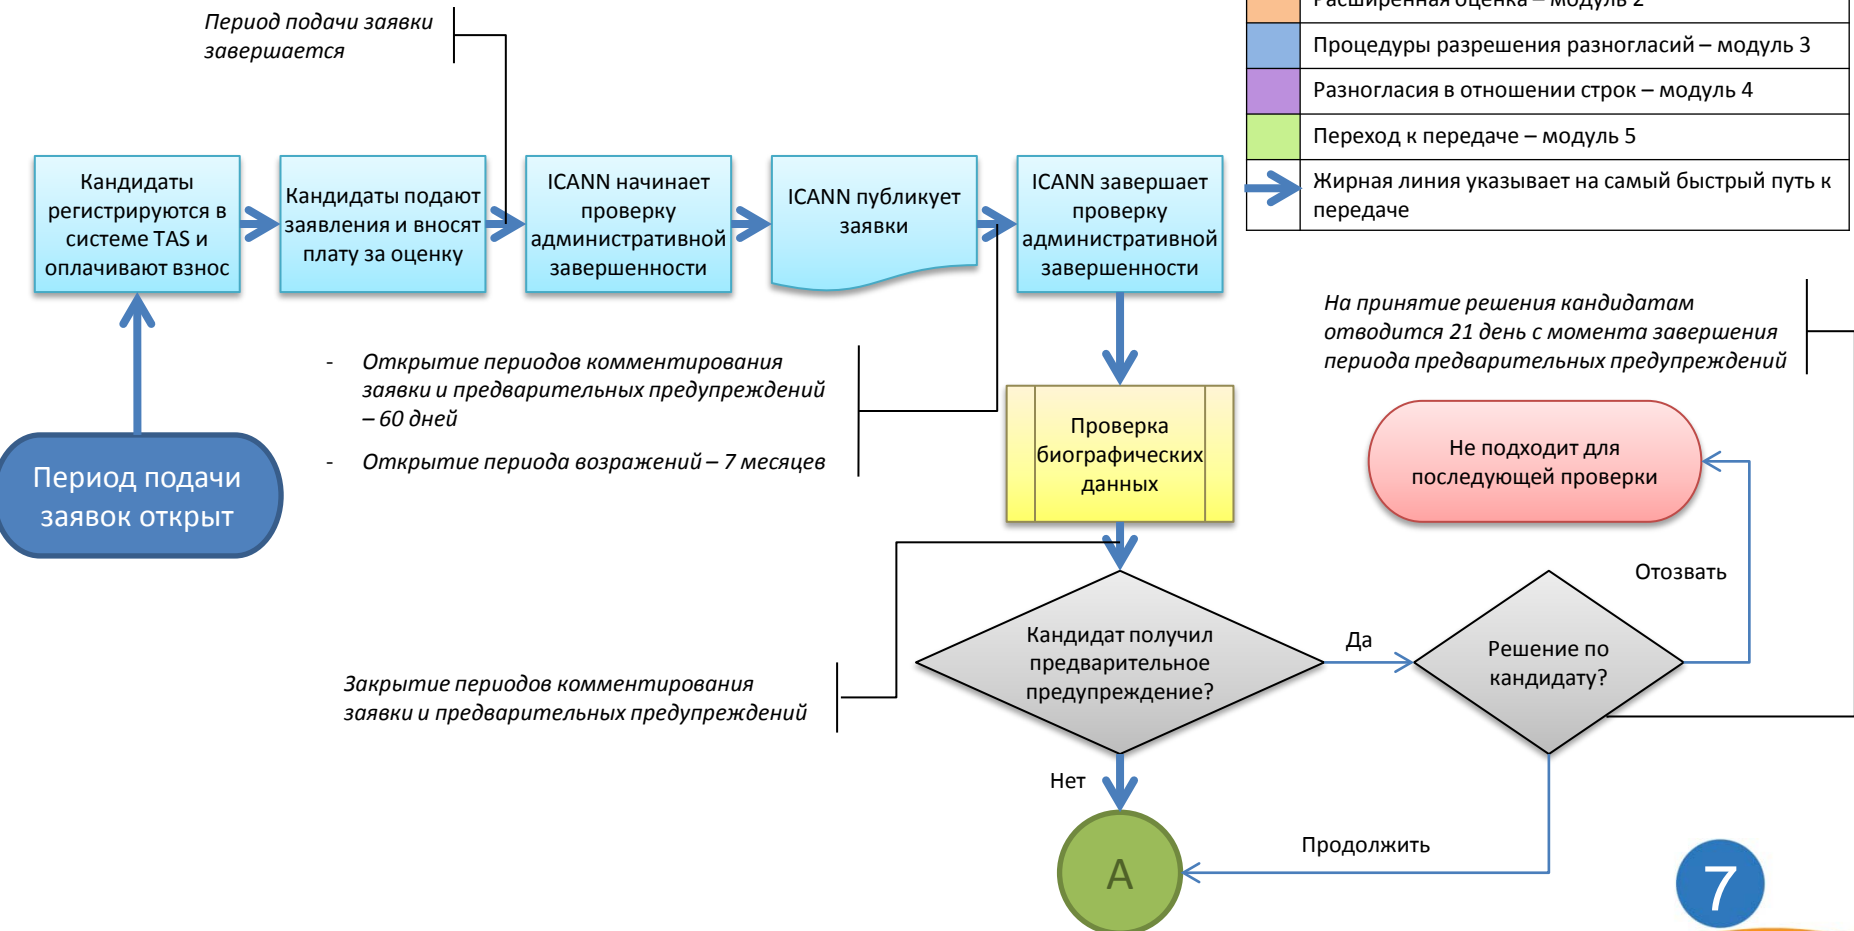 Период подачи заявки
завершается
Расширенная оценка – модуль 2
Процедуры разрешения разногласий – модуль 3
Разногласия в отношении строк – модуль 4
Переход к передаче – модуль 5
Жирная линия указывает на самый быстрый путь к
передаче
Кандидаты
регистрируются в
системе TAS и
оплачивают взнос
Кандидаты подают
заявления и вносят
плату за оценку
ICANN начинает
проверку
административной
завершенности
ICANN публикует
заявки
ICANN завершает
проверку
административной
завершенности
На принятие решения кандидатам
отводится 21 день с момента завершения
периода предварительных предупреждений
- Открытие периодов комментирования
заявки и предварительных предупреждений
– 60 дней
- Открытие периода возражений – 7 месяцев
Период подачи
заявок открыт
Проверка
биографических
данных
Не подходит для
последующей проверки
Отозвать
Кандидат получил
предварительное
предупреждение?
Да
Решение по
кандидату?
Закрытие периодов комментирования
заявки и предварительных предупреждений
Нет
Продолжить
A
7